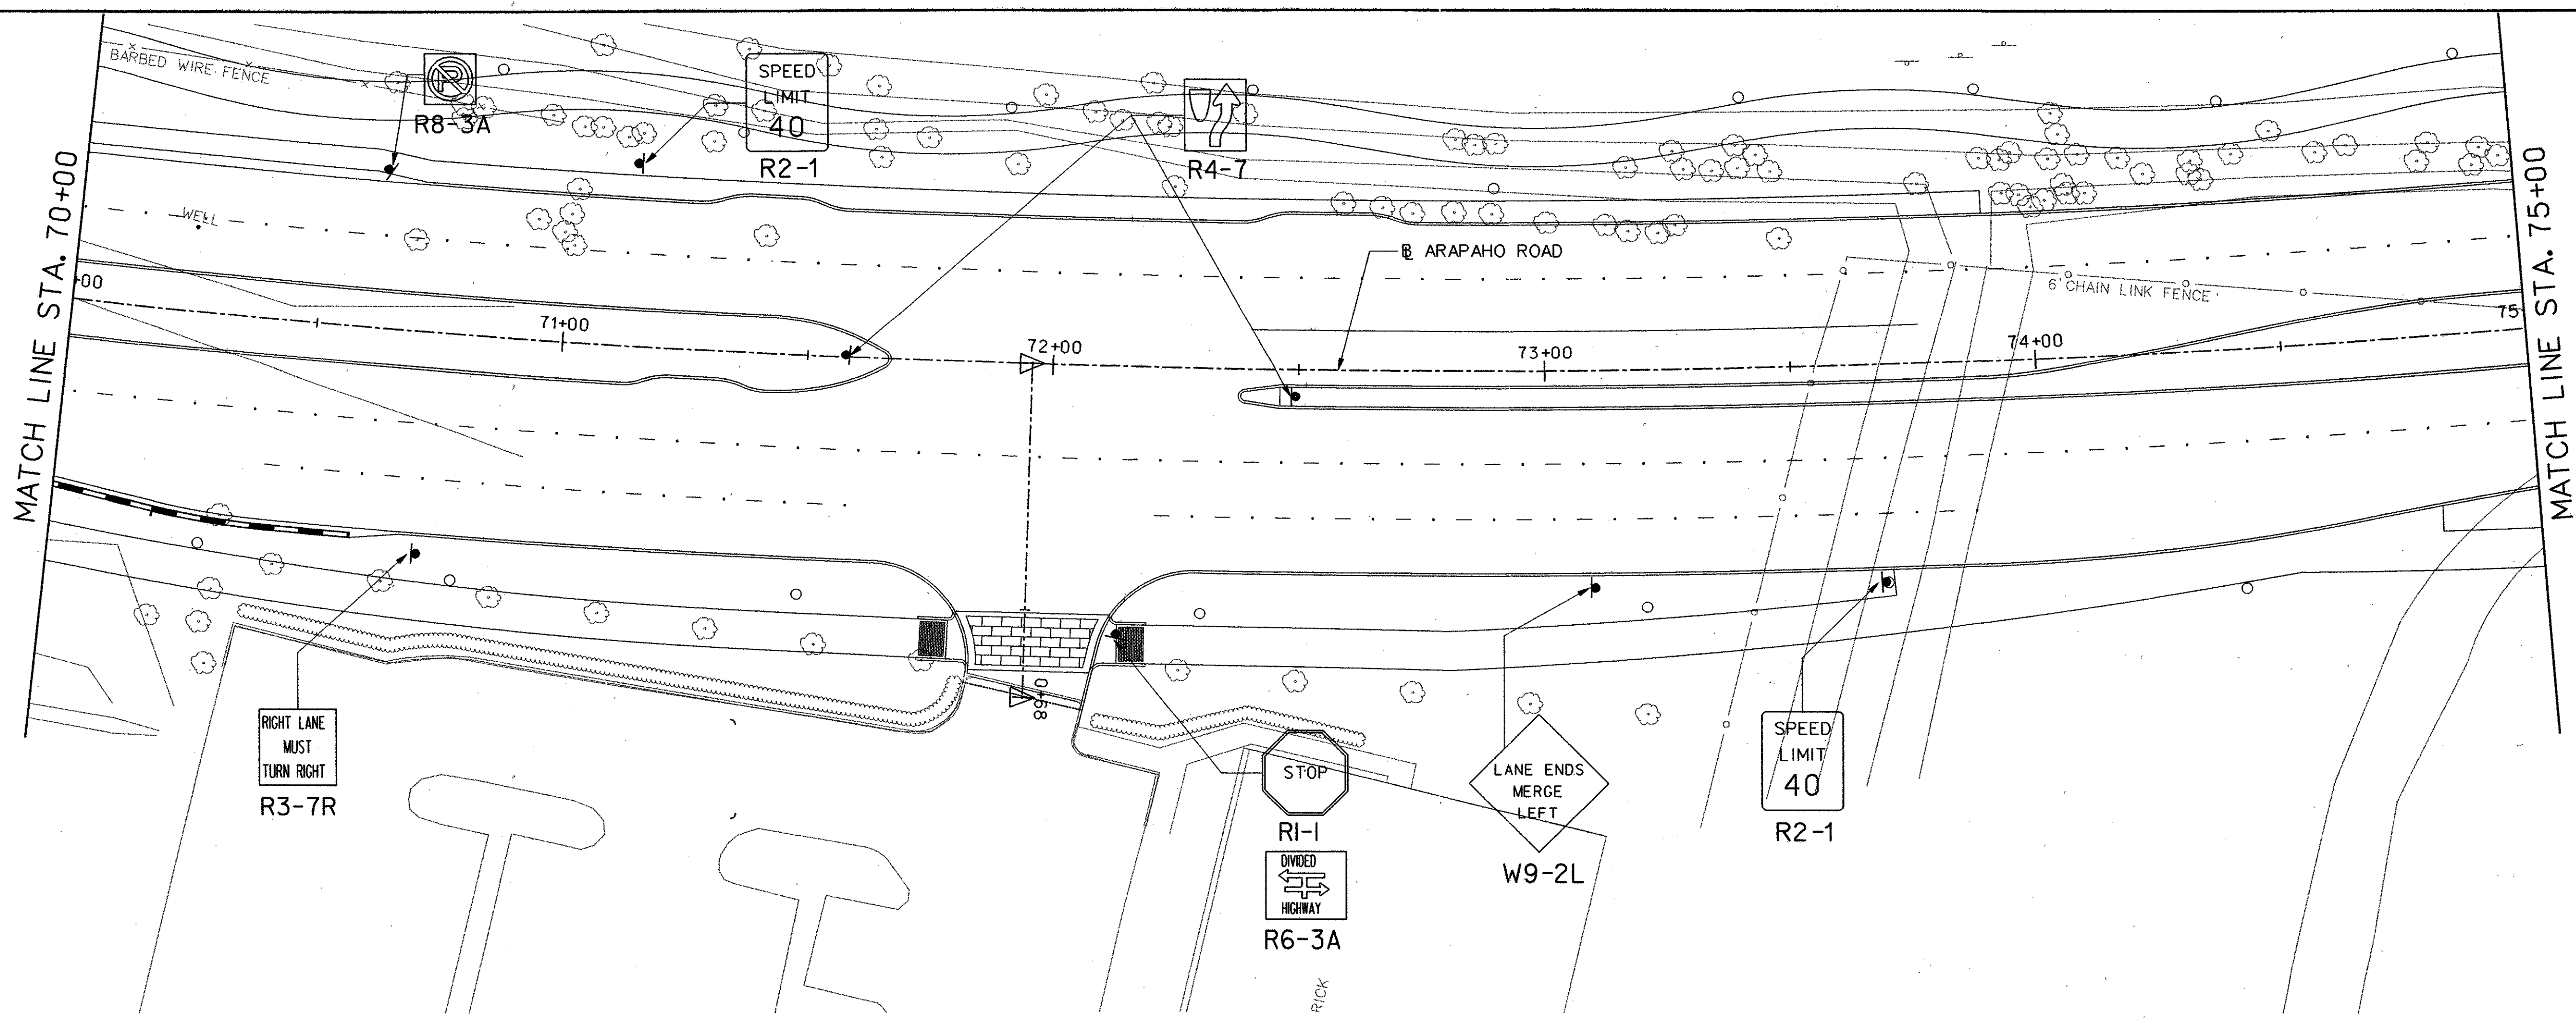 BARBED WIRE FENCE
R8-3A
SPEED
LIMIT
40
R2-1
R4-7
MATCH LINE STA. 70+00
WELL
+00
71+00
72+00
℄ ARAPAHO ROAD
73+00
74+00
6' CHAIN LINK FENCE
75
MATCH LINE STA. 75+00
0+68
RIGHT LANE
MUST
TURN RIGHT
R3-7R
STOP
R1-1
DIVIDED
HIGHWAY
R6-3A
LANE ENDS
MERGE
LEFT
W9-2L
SPEED
LIMIT
40
R2-1
RICK